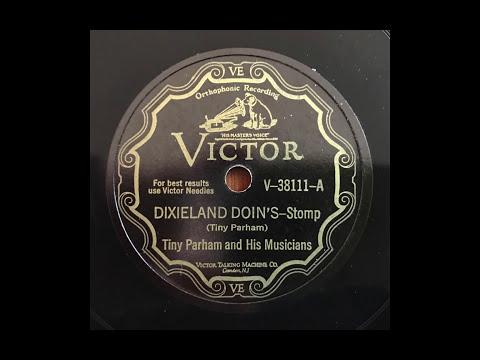 VE
Orthophonic Recording
"HIS MASTER'S VOICE"
VICTOR
For best results
use Victor Needles
V–38111–A
DIXIELAND DOIN'S–Stomp
(Tiny Parham)
Tiny Parham and His Musicians
VICTOR TALKING MACHINE CO.
Camden, N.J.
VE